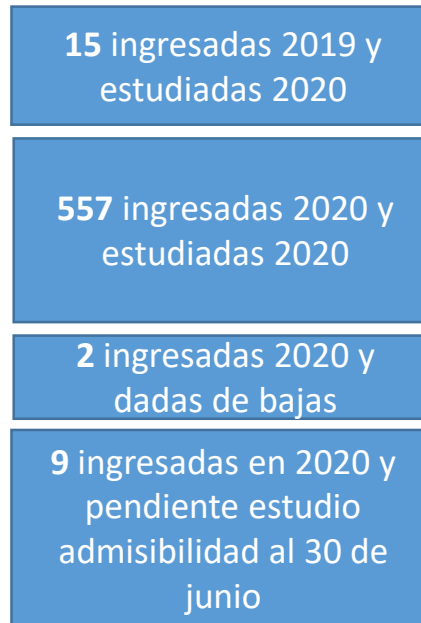 15 ingresadas 2019 y
estudiadas 2020
557 ingresadas 2020 y
estudiadas 2020
2 ingresadas 2020 y
dadas de bajas
9 ingresadas en 2020 y
pendiente estudio
admisibilidad al 30 de
junio